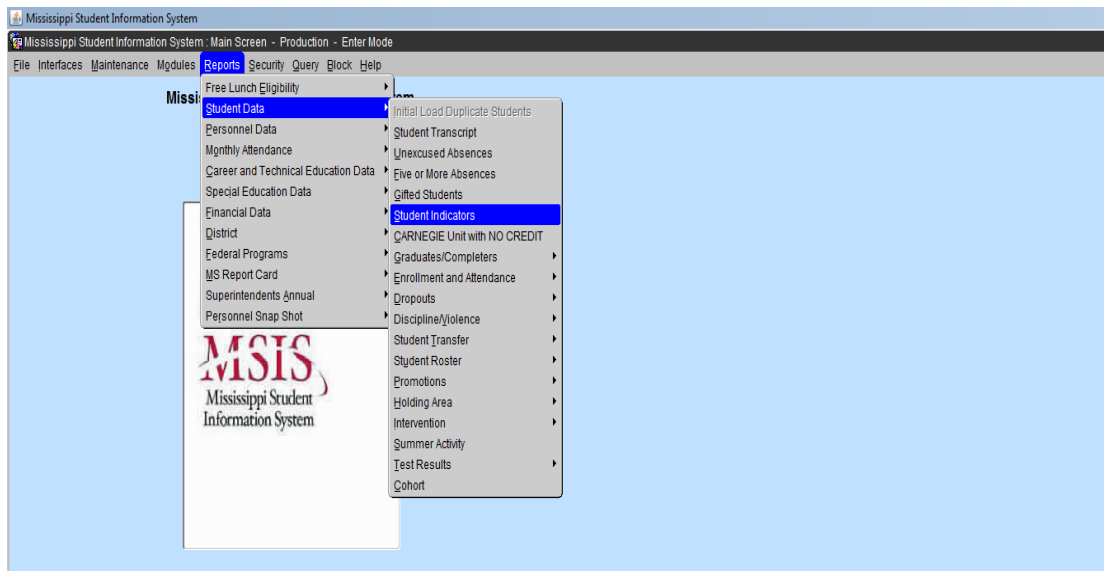 Mississippi Student Information System
Mississippi Student Information System : Main Screen - Production - Enter Mode
File Interfaces Maintenance Modules Reports Security Query Block Help
Free Lunch Eligibility
Student Data
Personnel Data
Monthly Attendance
Career and Technical Education Data
Special Education Data
Financial Data
District
Federal Programs
MS Report Card
Superintendents Annual
Personnel Snap Shot
Initial Load Duplicate Students
Student Transcript
Unexcused Absences
Five or More Absences
Gifted Students
Student Indicators
CARNEGIE Unit with NO CREDIT
Graduates/Completers
Enrollment and Attendance
Dropouts
Discipline/Violence
Student Transfer
Student Roster
Promotions
Holding Area
Intervention
Summer Activity
Test Results
Cohort
MSIS
Mississippi Student
Information System